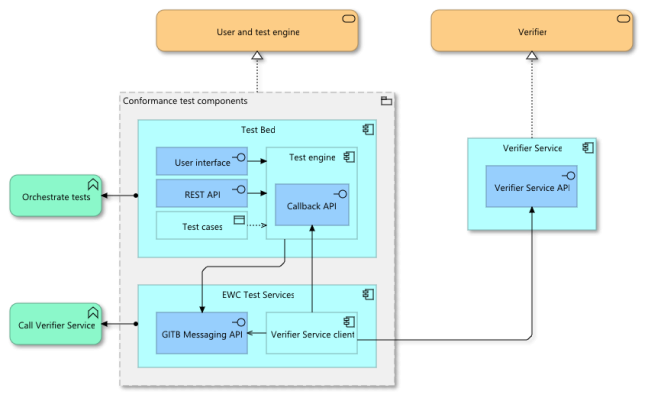 User and test engine
Verifier
Conformance test components
Test Bed
User interface
Test engine
Verifier Service
REST API
Verifier Service API
Orchestrate tests
Callback API
Test cases
EWC Test Services
Call Verifier Service
GITB Messaging API
Verifier Service client